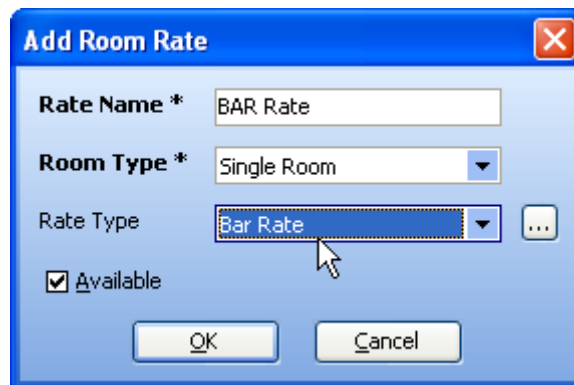 Add Room Rate
Rate Name * BAR Rate
Room Type * Single Room
Rate Type Bar Rate ...
Available
OK Cancel